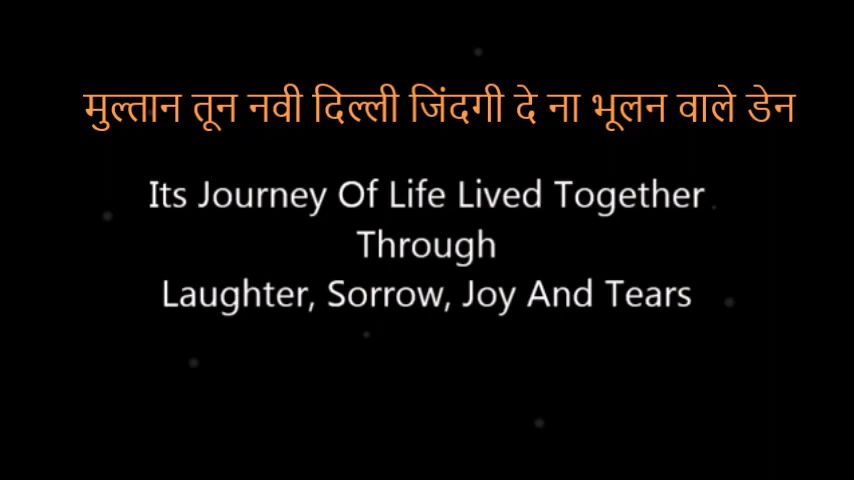 मुल्तान तून नवी दिल्ली जिंदगी दे ना भूलन वाले डेन
Its Journey Of Life Lived Together
Through
Laughter, Sorrow, Joy And Tears